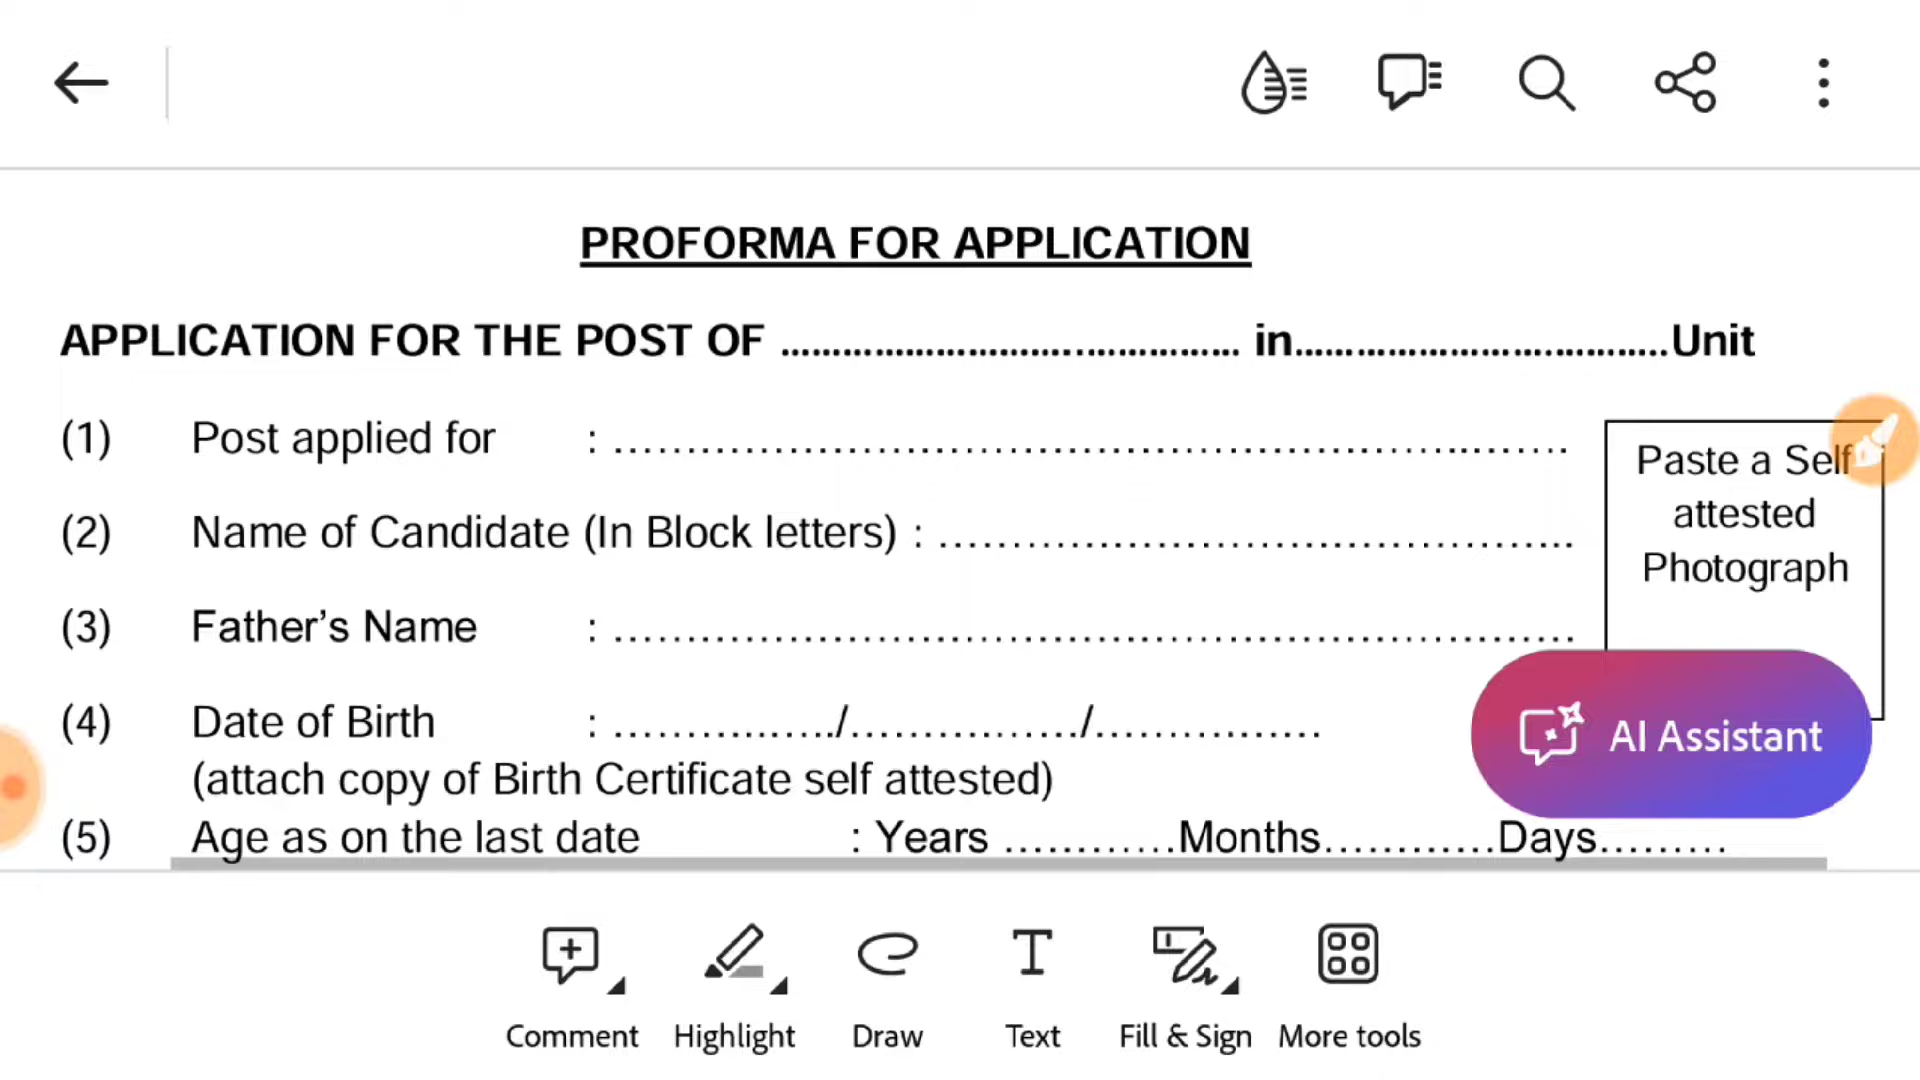 PROFORMA FOR APPLICATION
APPLICATION FOR THE POST OF ................................................ in........................................Unit
(1) Post applied for : ..................................................................
(2) Name of Candidate (In Block letters) : ............................................
(3) Father's Name : ..................................................................
Paste a Self
attested
Photograph
(4) Date of Birth : ................/................/................
(attach copy of Birth Certificate self attested)
(5) Age as on the last date : Years ............Months............Days.........
AI Assistant
Comment Highlight Draw Text Fill & Sign More tools